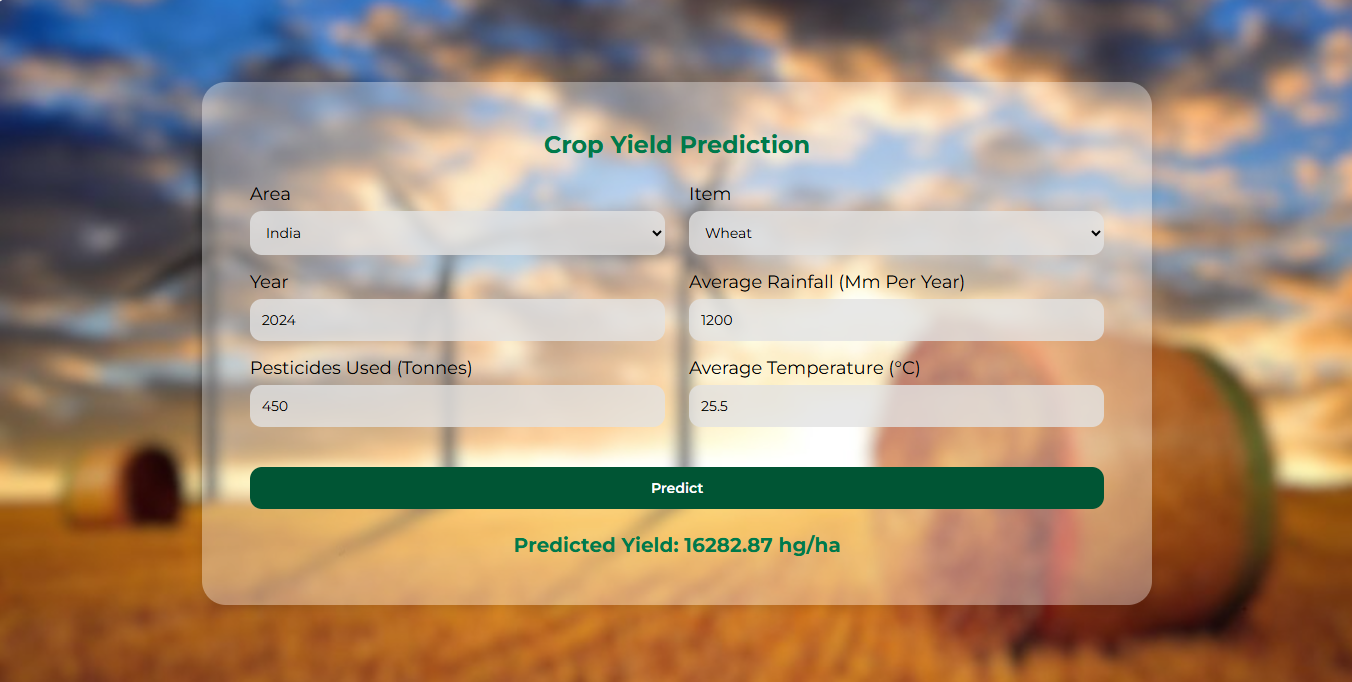 Crop Yield Prediction
Area
Item
India
Wheat
Year
Average Rainfall (Mm Per Year)
2024
1200
Pesticides Used (Tonnes)
Average Temperature (°C)
450
25.5
Predict
Predicted Yield: 16282.87 hg/ha